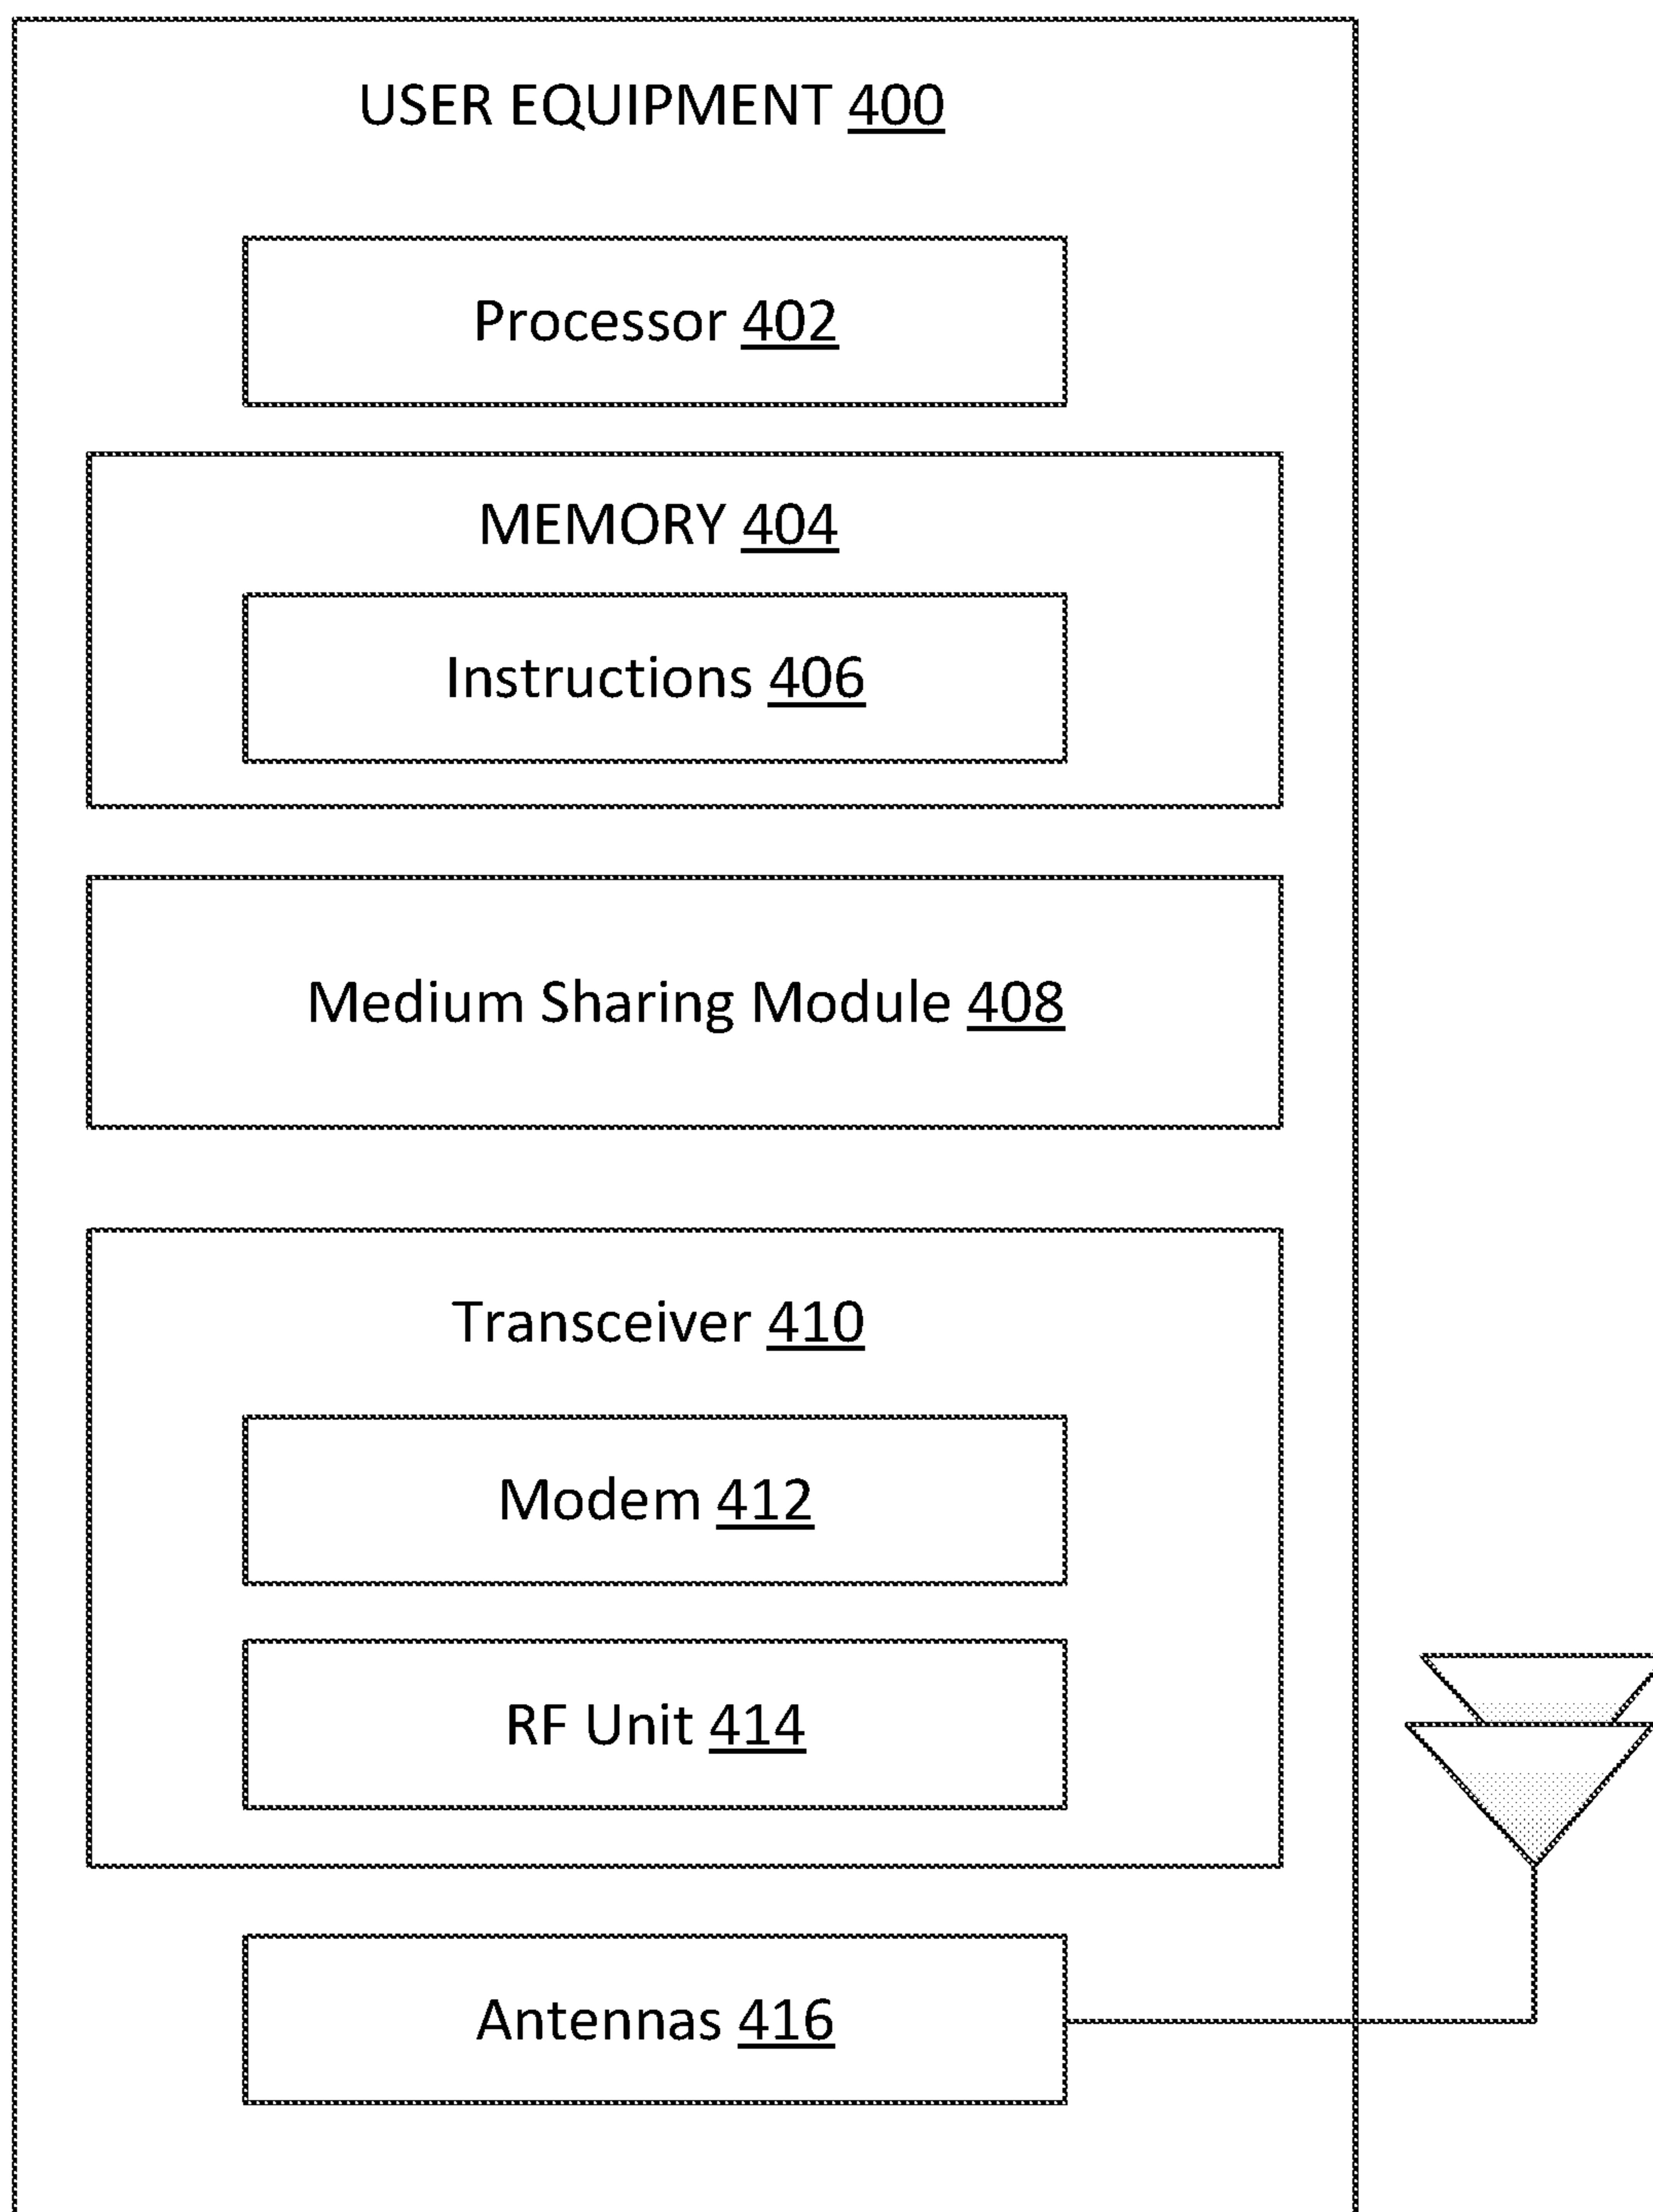 USER EQUIPMENT 400
Processor 402
MEMORY 404
Instructions 406
Medium Sharing Module 408
Transceiver 410
Modem 412
RF Unit 414
Antennas 416